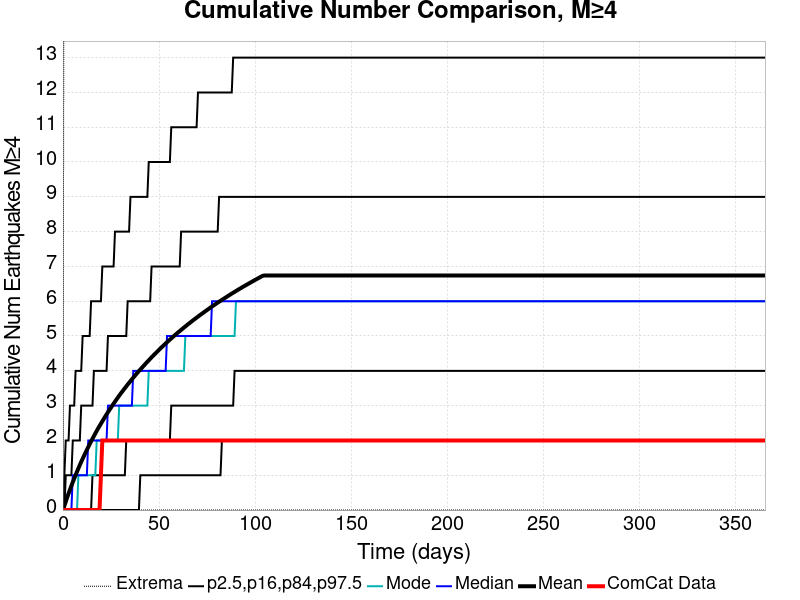 Cumulative Number Comparison, M≥4
Cumulative Num Earthquakes M≥4
13
12
11
10
9
8
7
6
5
4
3
2
1
0
0 50 100 150 200 250 300 350
Time (days)
Extrema p2.5,p16,p84,p97.5 Mode Median Mean ComCat Data